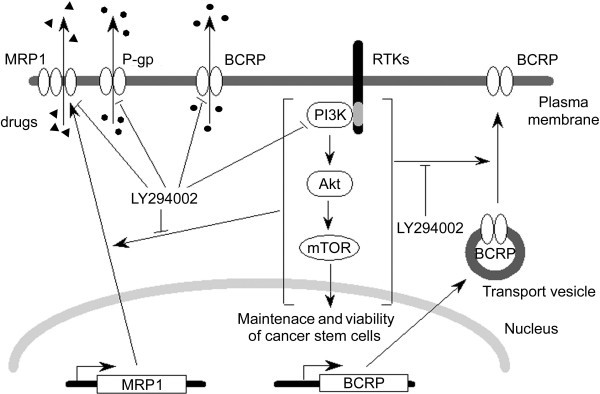 MRP1
P-gp
BCRP
RTKs
BCRP
drugs
Plasma
membrane
PI3K
Akt
mTOR
LY294002
LY294002
BCRP
Transport vesicle
Maintenace and viability
of cancer stem cells
Nucleus
MRP1
BCRP